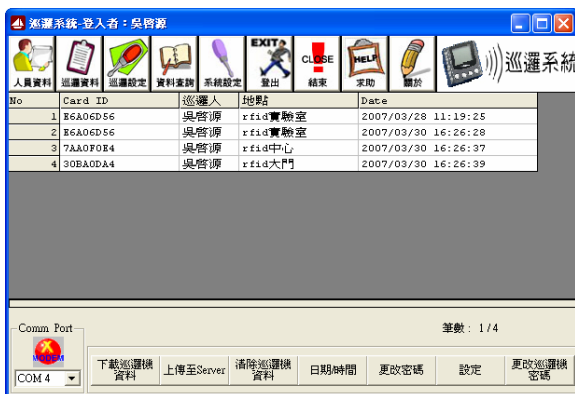 巡邏系統-登入者：吳啓源
人員資料 巡邏資料 巡邏設定 資料查詢 系統設定 EXIT 登出 CLOSE 結束 HELP 求助 關於 巡邏系統
No Card ID 巡邏人 地點 Date
1 E6A06D56 吳啓源 rfid實驗室 2007/03/28 11:19:25
2 E6A06D56 吳啓源 rfid實驗室 2007/03/30 16:26:28
3 7AA0F0E4 吳啓源 rfid中心 2007/03/30 16:26:37
4 30BA0DA4 吳啓源 rfid大門 2007/03/30 16:26:39
Comm Port
筆數： 1/4
MODEM
COM 4
下載巡邏機資料 上傳至Server 清除巡邏機資料 日期/時間 更改密碼 設定 更改巡邏機密碼